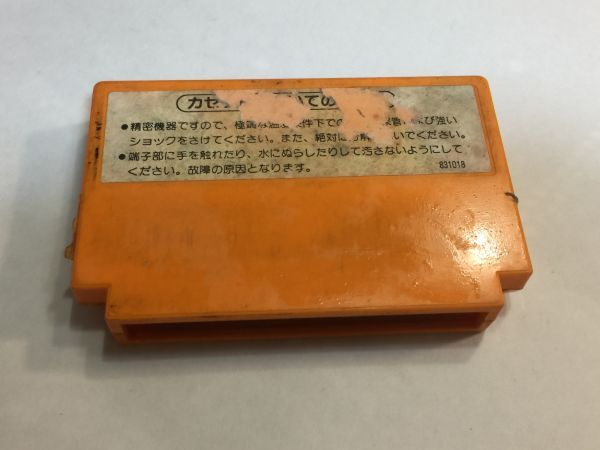 カセ いての
●精密機器ですので、極端な温 条件下での び強い
ショックをさけてください。また、絶対に 解 いでください。
●端子部に手を触れたり、水にぬらしたりして汚さないようにして
ください。故障の原因となります。
831018